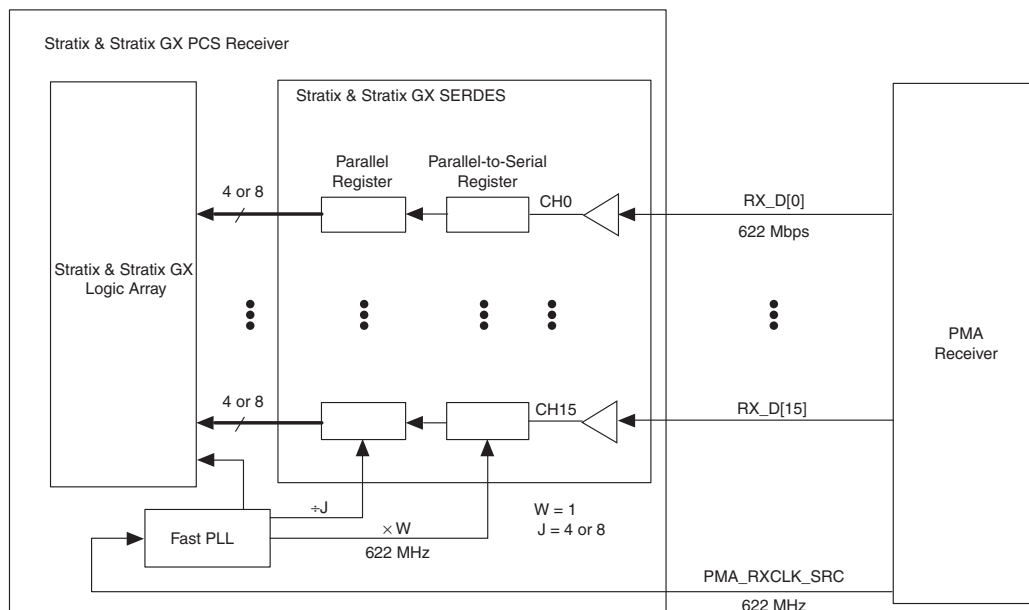 Stratix & Stratix GX PCS Receiver
Stratix & Stratix GX SERDES
Parallel
Register
Parallel-to-Serial
Register
4 or 8
CH0
RX_D[0]
622 Mbps
Stratix & Stratix GX
Logic Array
PMA
Receiver
4 or 8
CH15
RX_D[15]
÷J
W = 1
J = 4 or 8
× W
Fast PLL
622 MHz
PMA_RXCLK_SRC
622 MHz